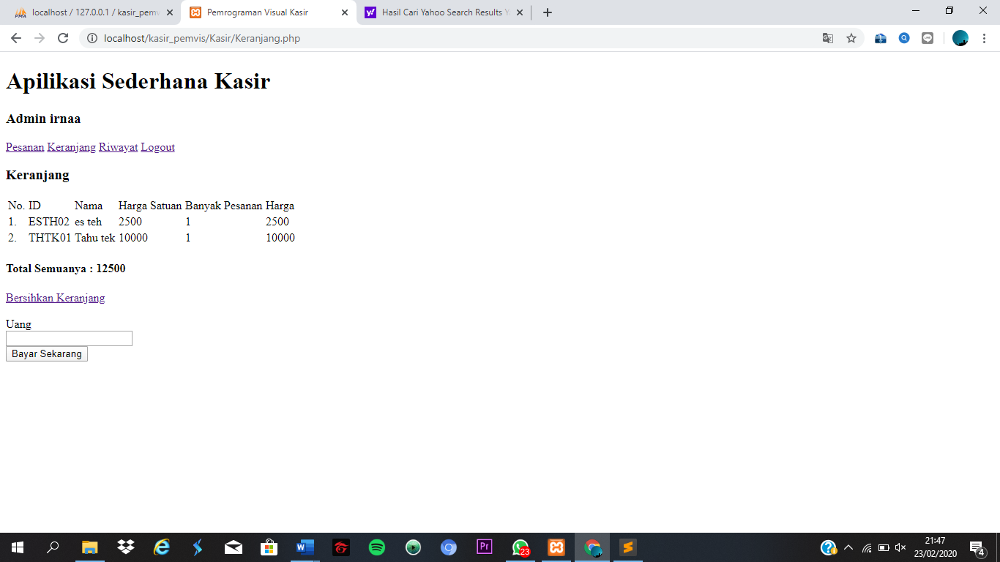 localhost / 127.0.0.1 / kasir_pemv
Pemrograman Visual Kasir
Hasil Cari Yahoo Search Results Y
localhost/kasir_pemvis/Kasir/Keranjang.php
Apilikasi Sederhana Kasir
Admin irnaa
Pesanan Keranjang Riwayat Logout
Keranjang
No. ID Nama Harga Satuan Banyak Pesanan Harga
1. ESTH02 es teh 2500 1 2500
2. THTK01 Tahu tek 10000 1 10000
Total Semuanya : 12500
Bersihkan Keranjang
Uang
Bayar Sekarang
23
21:47
23/02/2020
4